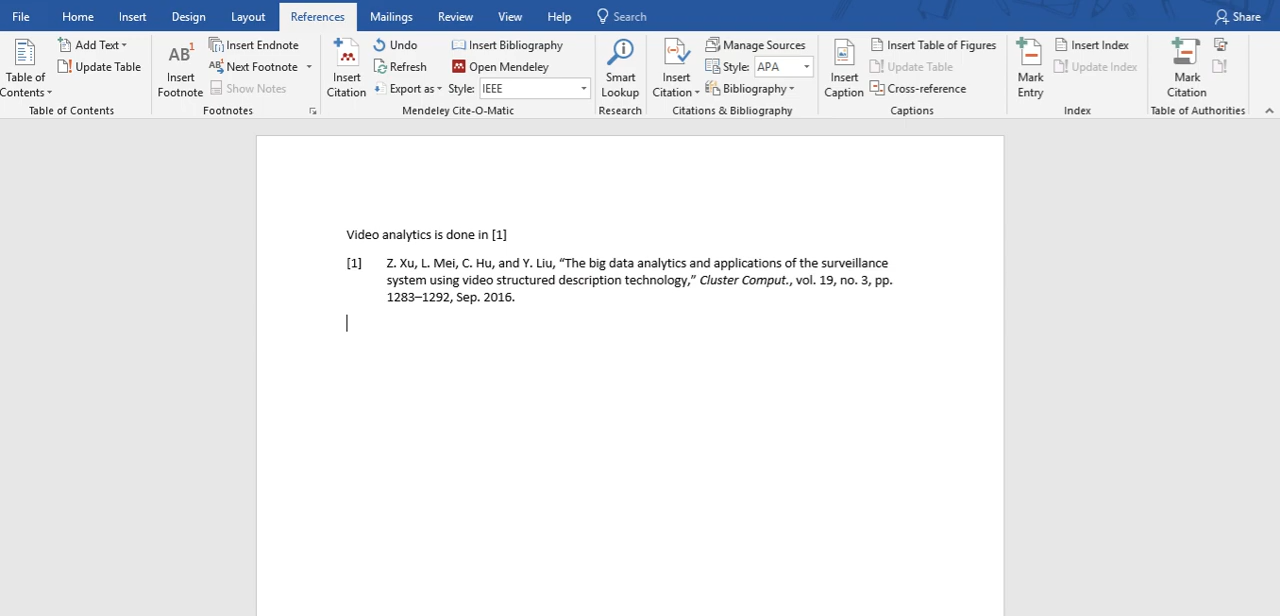 File Home Insert Design Layout References Mailings Review View Help Search Share
Table of Contents
Add Text
Update Table
Table of Contents
AB1 Insert Footnote
Insert Endnote
Next Footnote
Show Notes
Footnotes
Insert Citation
Undo
Refresh
Export as
Insert Bibliography
Open Mendeley
Style: IEEE
Mendeley Cite-O-Matic
Smart Lookup
Research
Insert Citation
Manage Sources
Style: APA
Bibliography
Citations & Bibliography
Insert Caption
Insert Table of Figures
Update Table
Cross-reference
Captions
Mark Entry
Insert Index
Update Index
Index
Mark Citation
Table of Authorities
Video analytics is done in [1]
[1] Z. Xu, L. Mei, C. Hu, and Y. Liu, “The big data analytics and applications of the surveillance
system using video structured description technology,” Cluster Comput., vol. 19, no. 3, pp.
1283–1292, Sep. 2016.